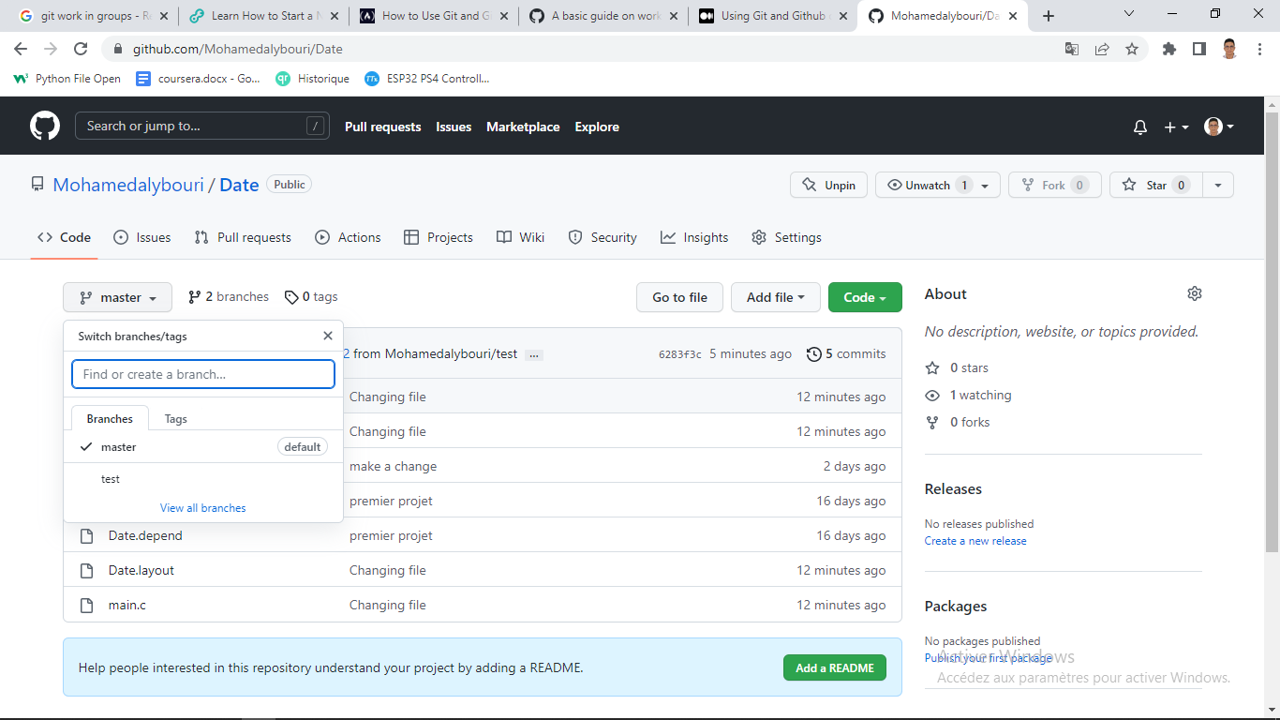 git work in groups - Re
Learn How to Start a N
How to Use Git and Git
A basic guide on work
Using Git and Github
Mohamedalybouri/Da
github.com/Mohamedalybouri/Date
Python File Open
coursera.docx - Go...
Historique
ESP32 PS4 Controll...
Search or jump to... /
Pull requests Issues Marketplace Explore
Mohamedalybouri / Date Public
Unpin
Unwatch 1
Fork 0
Star 0
Code Issues Pull requests Actions Projects Wiki Security Insights Settings
master 2 branches 0 tags
Go to file Add file Code
Switch branches/tags
Find or create a branch...
Branches Tags
master default
test
View all branches
2 from Mohamedalybouri/test ... 6283f3c 5 minutes ago 5 commits
Changing file 12 minutes ago
Changing file 12 minutes ago
make a change 2 days ago
premier projet 16 days ago
Date.depend premier projet 16 days ago
Date.layout Changing file 12 minutes ago
main.c Changing file 12 minutes ago
Help people interested in this repository understand your project by adding a README.
Add a README
About
No description, website, or topics provided.
0 stars
1 watching
0 forks
Releases
No releases published
Create a new release
Packages
No packages published
Publish your first package
Activer Windows
Accédez aux paramètres pour activer Windows.